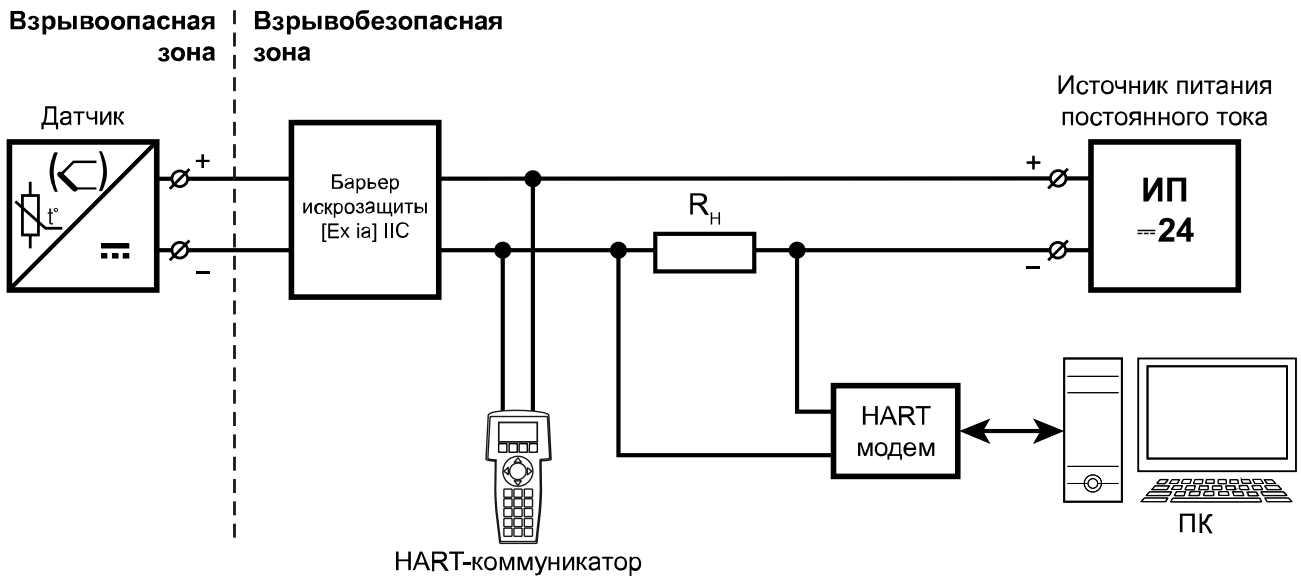 Взрывоопасная
зона
Взрывобезопасная
зона
Датчик
t°
+
–
Барьер
искрозащиты
[Ex ia] IIC
R_H
Источник питания
постоянного тока
+
–
ИП
⎓24
HART
модем
HART-коммуникатор
ПК